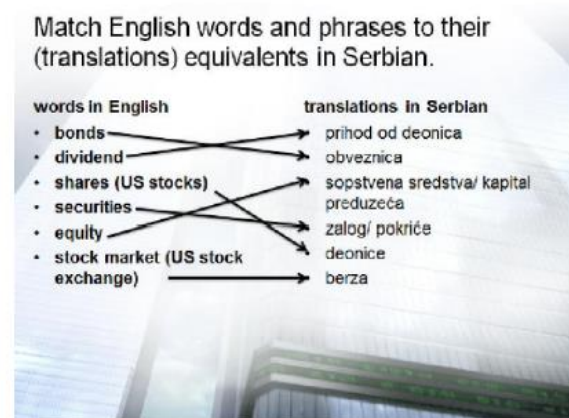 Match English words and phrases to their
(translations) equivalents in Serbian.
words in English
• bonds
• dividend
• shares (US stocks)
• securities
• equity
• stock market (US stock
exchange)
translations in Serbian
• prihod od deonica
• obveznica
• sopstvena sredstva/ kapital
preduzeća
• zalog/ pokriće
• deonice
• berza